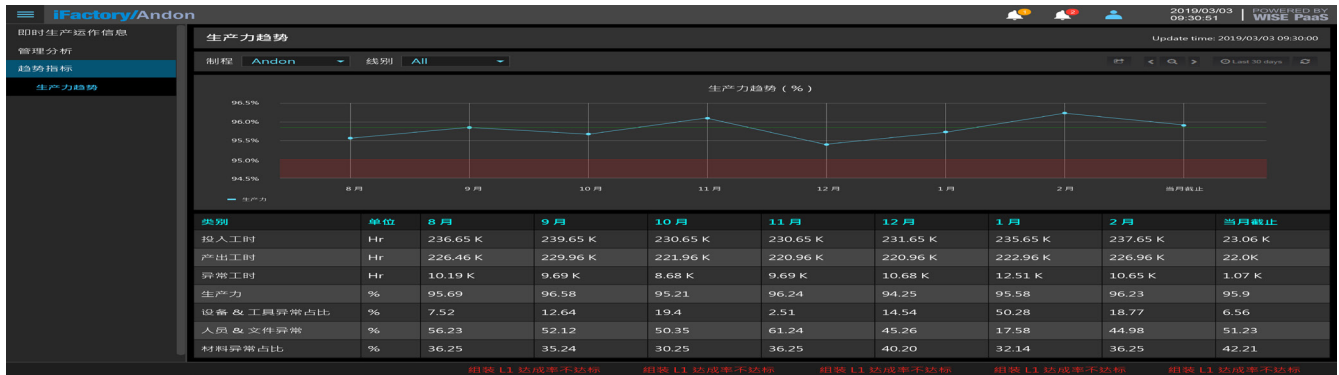 iFactory/Andon
1
2
2019/03/03
09:30:51
POWERED BY
WISE PaaS
即时生产运作信息
管理分析
趋势指标
生产力趋势
生产力趋势
Update time: 2019/03/03 09:30:00
制程 Andon 线别 All
Last 30 days
生产力趋势 ( % )
96.5%
96.0%
95.5%
95.0%
94.5%
8 月 9 月 10 月 11 月 12 月 1 月 2 月 当月截止
生产力
类别 单位 8 月 9 月 10 月 11 月 12 月 1 月 2 月 当月截止
投入工时 Hr 236.65 K 239.65 K 230.65 K 230.65 K 231.65 K 235.65 K 237.65 K 23.06 K
产出工时 Hr 226.46 K 229.96 K 221.96 K 220.96 K 220.96 K 222.96 K 226.96 K 22.0K
异常工时 Hr 10.19 K 9.69 K 8.68 K 9.69 K 10.68 K 12.51 K 10.65 K 1.07 K
生产力 % 95.69 96.58 95.21 96.24 94.25 95.58 96.23 95.9
设备 & 工具异常占比 % 7.52 12.64 19.4 2.51 14.54 50.28 18.77 6.56
人员 & 文件异常 % 56.23 52.12 50.35 61.24 45.26 17.58 44.98 51.23
材料异常占比 % 36.25 35.24 30.25 36.25 40.20 32.14 36.25 42.21
组装 L1 达成率不达标 组装 L1 达成率不达标 组装 L1 达成率不达标 组装 L1 达成率不达标 组装 L1 达成率不达标